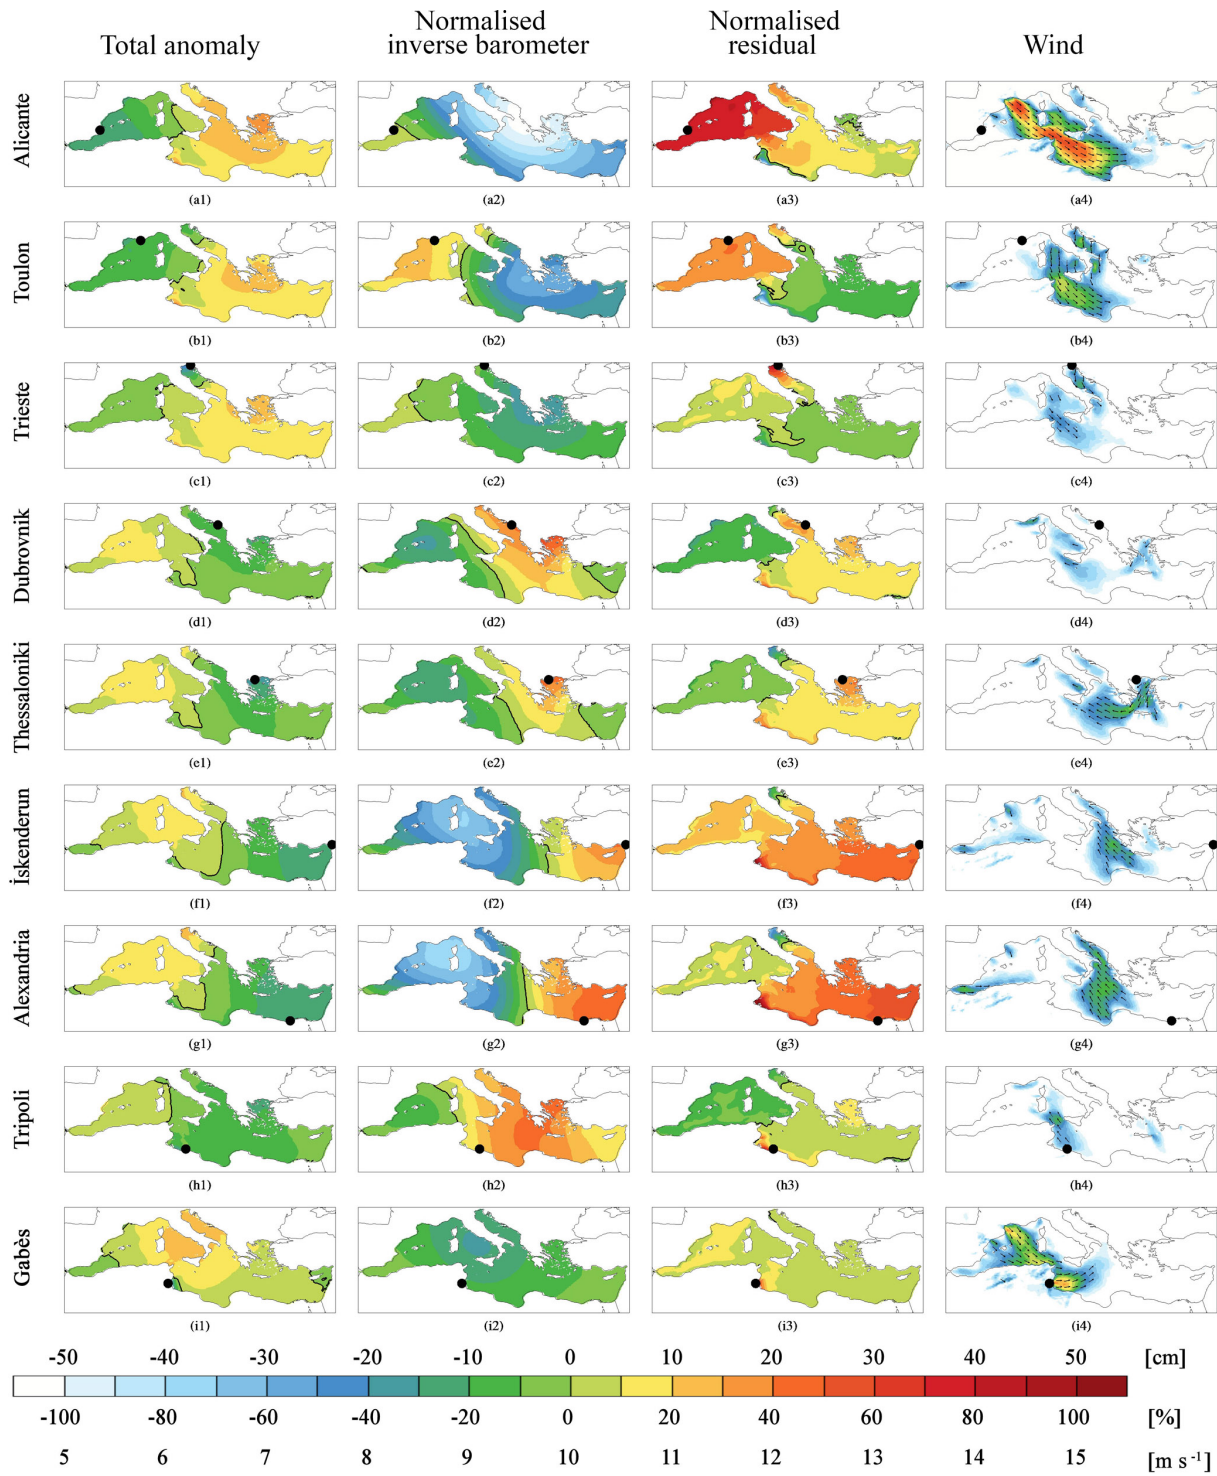 Total anomaly
Normalised
inverse barometer
Normalised
residual
Wind
Alicante
(a1) (a2) (a3) (a4)
Toulon
(b1) (b2) (b3) (b4)
Trieste
(c1) (c2) (c3) (c4)
Dubrovnik
(d1) (d2) (d3) (d4)
Thessaloniki
(e1) (e2) (e3) (e4)
İskenderun
(f1) (f2) (f3) (f4)
Alexandria
(g1) (g2) (g3) (g4)
Tripoli
(h1) (h2) (h3) (h4)
Gabès
(i1) (i2) (i3) (i4)
-50 -40 -30 -20 -10 0 10 20 30 40 50 [cm]
-100 -80 -60 -40 -20 0 20 40 60 80 100 [%]
5 6 7 8 9 10 11 12 13 14 15 [m s⁻¹]